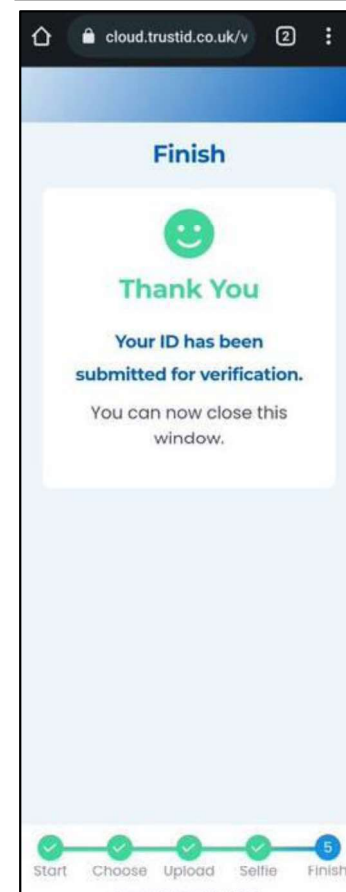 cloud.trustid.co.uk/v 2
Finish
Thank You
Your ID has been
submitted for verification.
You can now close this
window.
5
Start Choose Upload Selfie Finish